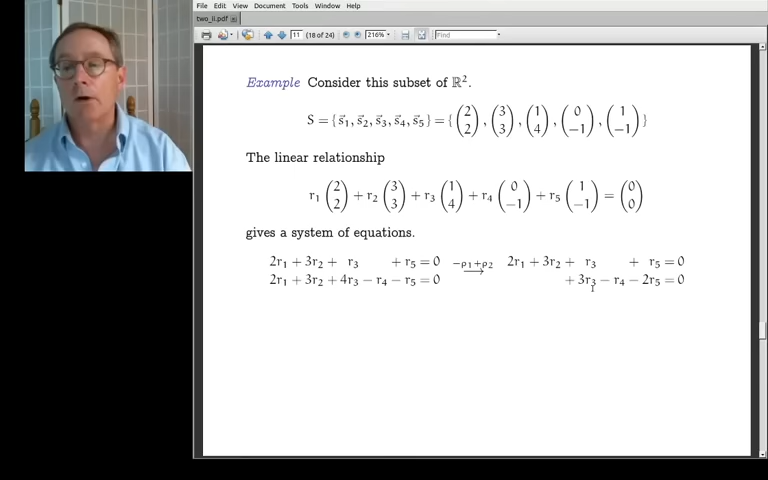 File Edit View Document Tools Window Help
two_ii.pdf
11 (18 of 24) 216% Find
Example Consider this subset of ℝ².
S = {s⃗₁, s⃗₂, s⃗₃, s⃗₄, s⃗₅} = { (2 2), (3 3), (1 4), (0 −1), (1 −1) }
The linear relationship
r₁ (2 2) + r₂ (3 3) + r₃ (1 4) + r₄ (0 −1) + r₅ (1 −1) = (0 0)
gives a system of equations.
2r₁ + 3r₂ + r₃ + r₅ = 0 −ρ₁+ρ₂ → 2r₁ + 3r₂ + r₃ + r₅ = 0
2r₁ + 3r₂ + 4r₃ − r₄ − r₅ = 0 + 3r₃ − r₄ − 2r₅ = 0